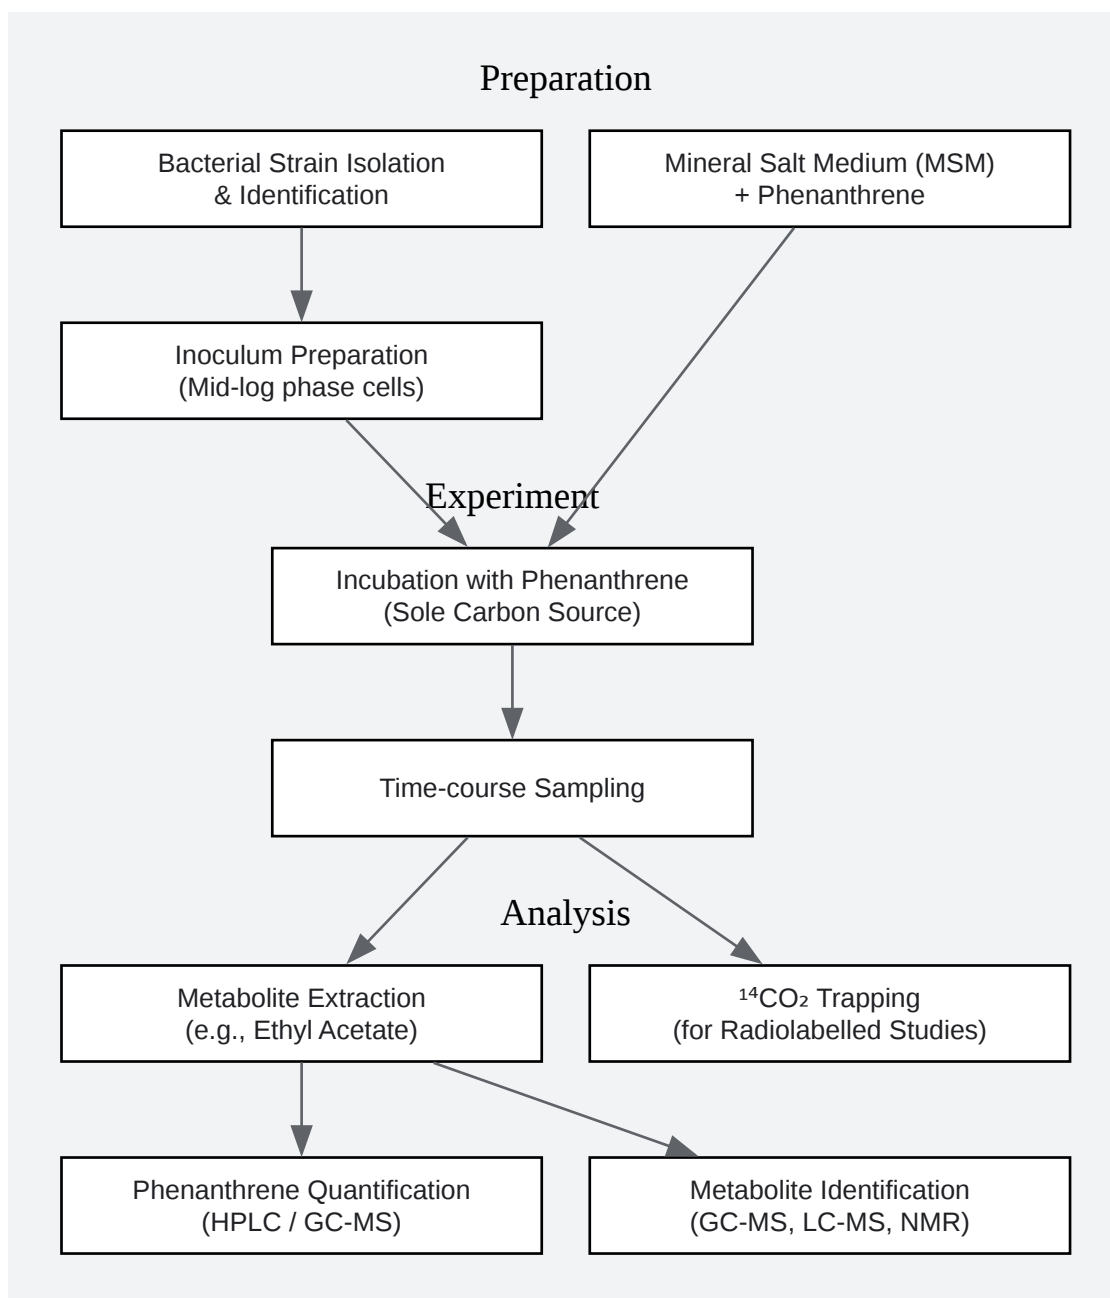 Preparation
Bacterial Strain Isolation
& Identification
Mineral Salt Medium (MSM)
+ Phenanthrene
Inoculum Preparation
(Mid-log phase cells)
Experiment
Incubation with Phenanthrene
(Sole Carbon Source)
Time-course Sampling
Analysis
Metabolite Extraction
(e.g., Ethyl Acetate)
¹⁴CO₂ Trapping
(for Radiolabelled Studies)
Phenanthrene Quantification
(HPLC / GC-MS)
Metabolite Identification
(GC-MS, LC-MS, NMR)